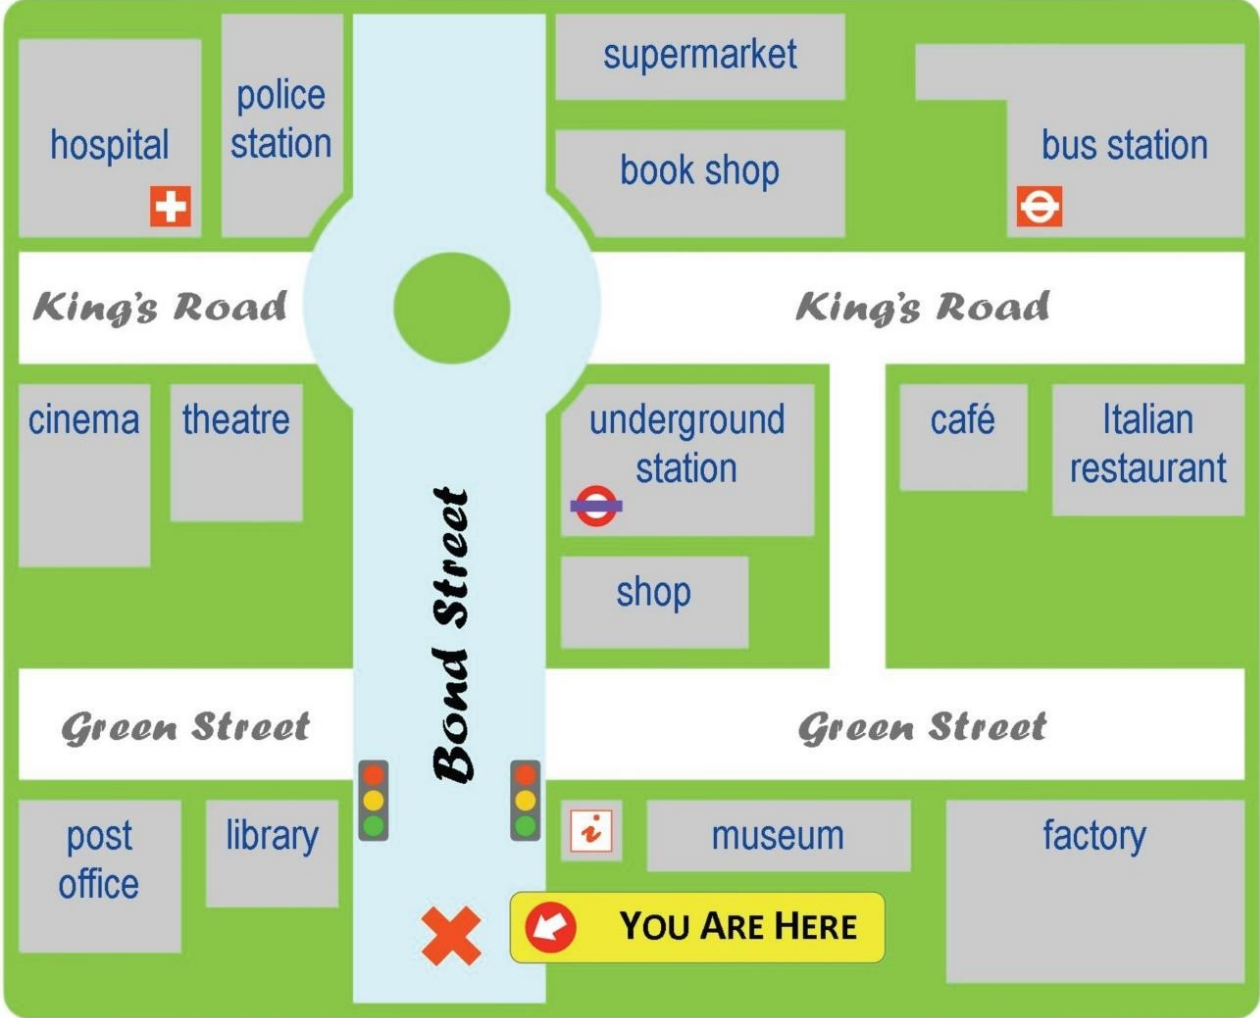 supermarket
police
station
hospital
book shop
bus station
King's Road
King's Road
cinema
theatre
underground
station
café
Italian
restaurant
Bond Street
shop
Green Street
Green Street
post
office
library
i
museum
factory
YOU ARE HERE